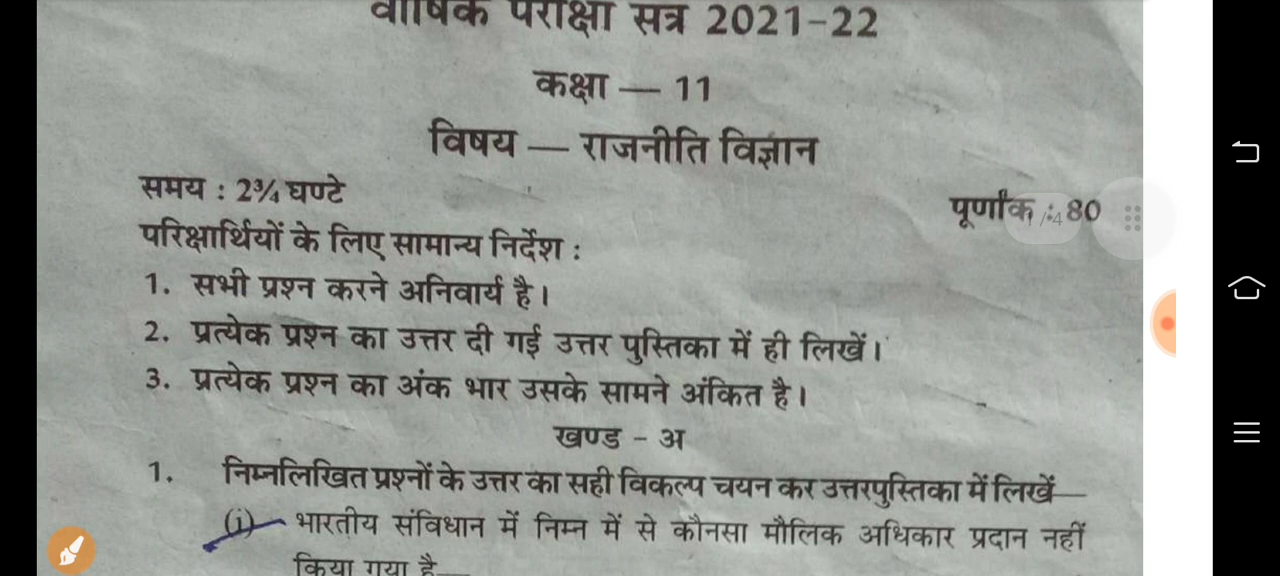 वार्षिक परीक्षा सत्र 2021-22
कक्षा — 11
विषय — राजनीति विज्ञान
समय : 2¾ घण्टे
पूर्णांक : 80
परिक्षार्थियों के लिए सामान्य निर्देश :
1. सभी प्रश्न करने अनिवार्य है।
2. प्रत्येक प्रश्न का उत्तर दी गई उत्तर पुस्तिका में ही लिखें।
3. प्रत्येक प्रश्न का अंक भार उसके सामने अंकित है।
खण्ड - अ
1. निम्नलिखित प्रश्नों के उत्तर का सही विकल्प चयन कर उत्तरपुस्तिका में लिखें—
(i) भारतीय संविधान में निम्न में से कौनसा मौलिक अधिकार प्रदान नहीं
किया गया है—